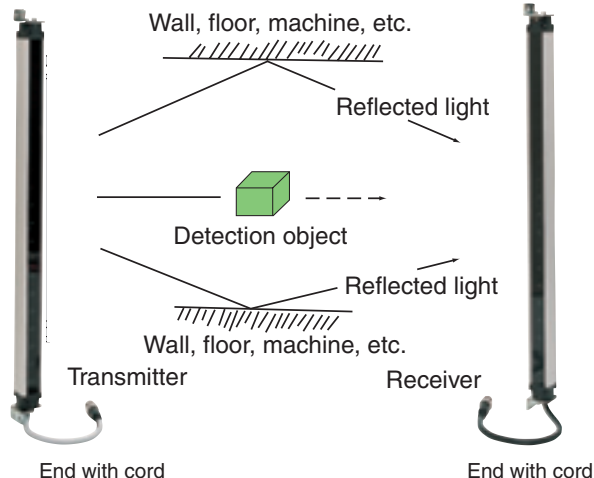 Wall, floor, machine, etc.
Reflected light
Detection object
Reflected light
Wall, floor, machine, etc.
Transmitter
Receiver
End with cord
End with cord